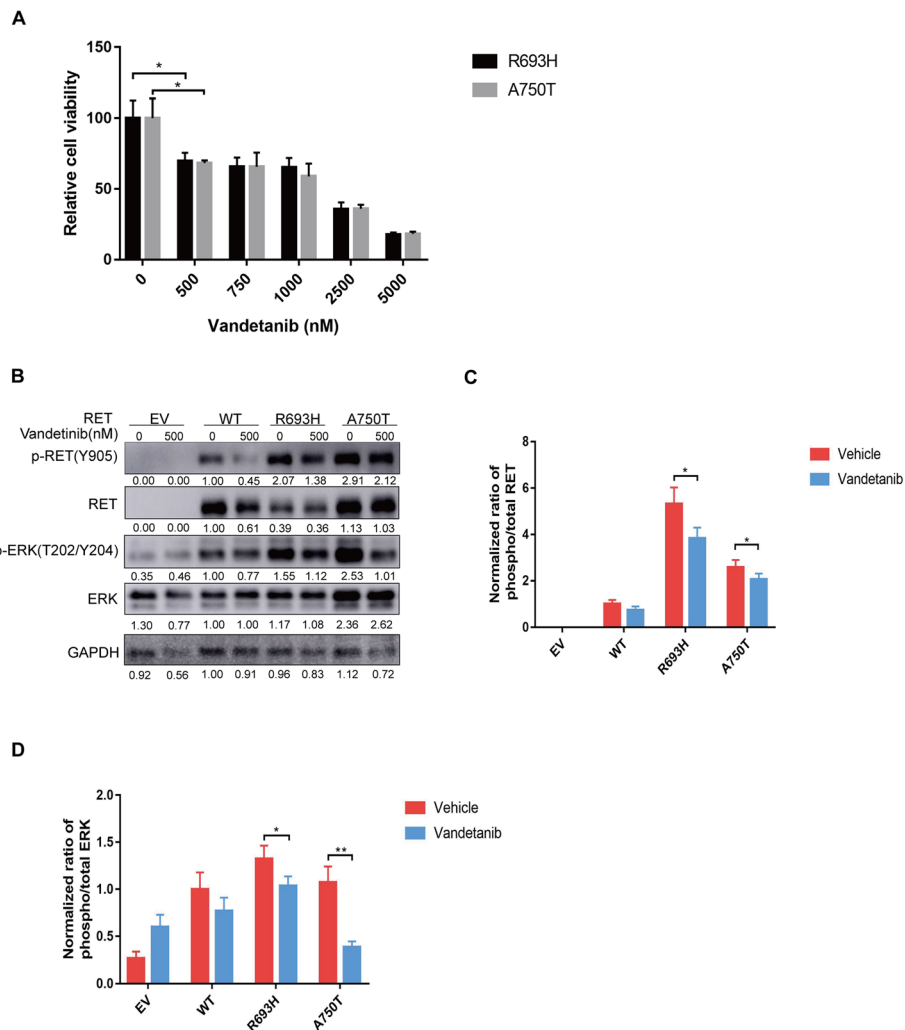 A
150
100
50
0
Relative cell viability
*
*
R693H
A750T
0 500 750 1000 2500 5000
Vandetanib (nM)
B
RET EV WT R693H A750T
Vandetinib(nM) 0 500 0 500 0 500 0 500
p-RET(Y905)
0.00 0.00 1.00 0.45 2.07 1.38 2.91 2.12
RET
0.00 0.00 1.00 0.61 0.39 0.36 1.13 1.03
p-ERK(T202/Y204)
0.35 0.46 1.00 0.77 1.55 1.12 2.53 1.01
ERK
1.30 0.77 1.00 1.00 1.17 1.08 2.36 2.62
GAPDH
0.92 0.56 1.00 0.91 0.96 0.83 1.12 0.72
C
Normalized ratio of
phospho/total RET
8
6
4
2
0
*
*
Vehicle
Vandetanib
EV WT R693H A750T
D
Normalized ratio of
phospho/total ERK
2.0
1.5
1.0
0.5
0.0
*
**
Vehicle
Vandetanib
EV WT R693H A750T